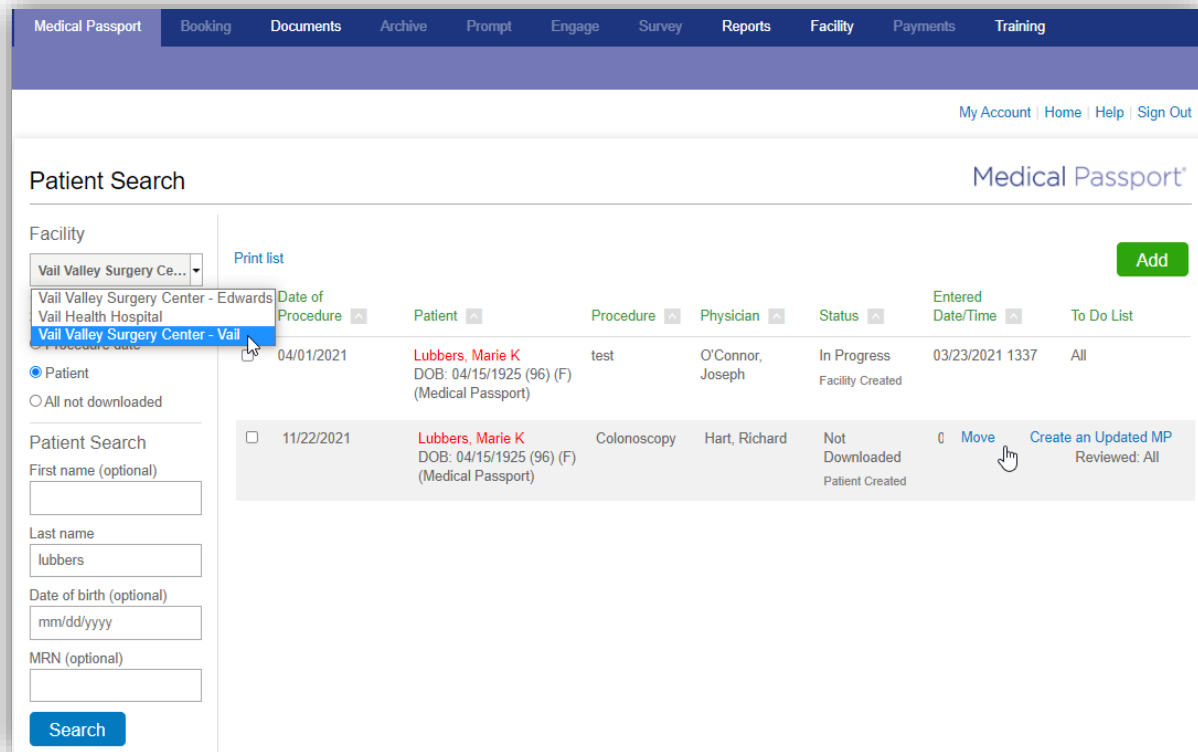 Medical Passport Booking Documents Archive Prompt Engage Survey Reports Facility Payments Training
My Account | Home | Help | Sign Out
Patient Search
Medical Passport
Facility
Vail Valley Surgery Ce...
Vail Valley Surgery Center - Edwards
Vail Health Hospital
Vail Valley Surgery Center - Vail
Procedure date
Patient
All not downloaded
Patient Search
First name (optional)
Last name
lubbers
Date of birth (optional)
mm/dd/yyyy
MRN (optional)
Search
Print list
Add
Date of
Procedure
Patient
Procedure
Physician
Status
Entered
Date/Time
To Do List
04/01/2021
Lubbers, Marie K
DOB: 04/15/1925 (96) (F)
(Medical Passport)
test
O'Connor,
Joseph
In Progress
Facility Created
03/23/2021 1337
All
11/22/2021
Lubbers, Marie K
DOB: 04/15/1925 (96) (F)
(Medical Passport)
Colonoscopy
Hart, Richard
Not
Downloaded
Patient Created
Move
Create an Updated MP
Reviewed: All